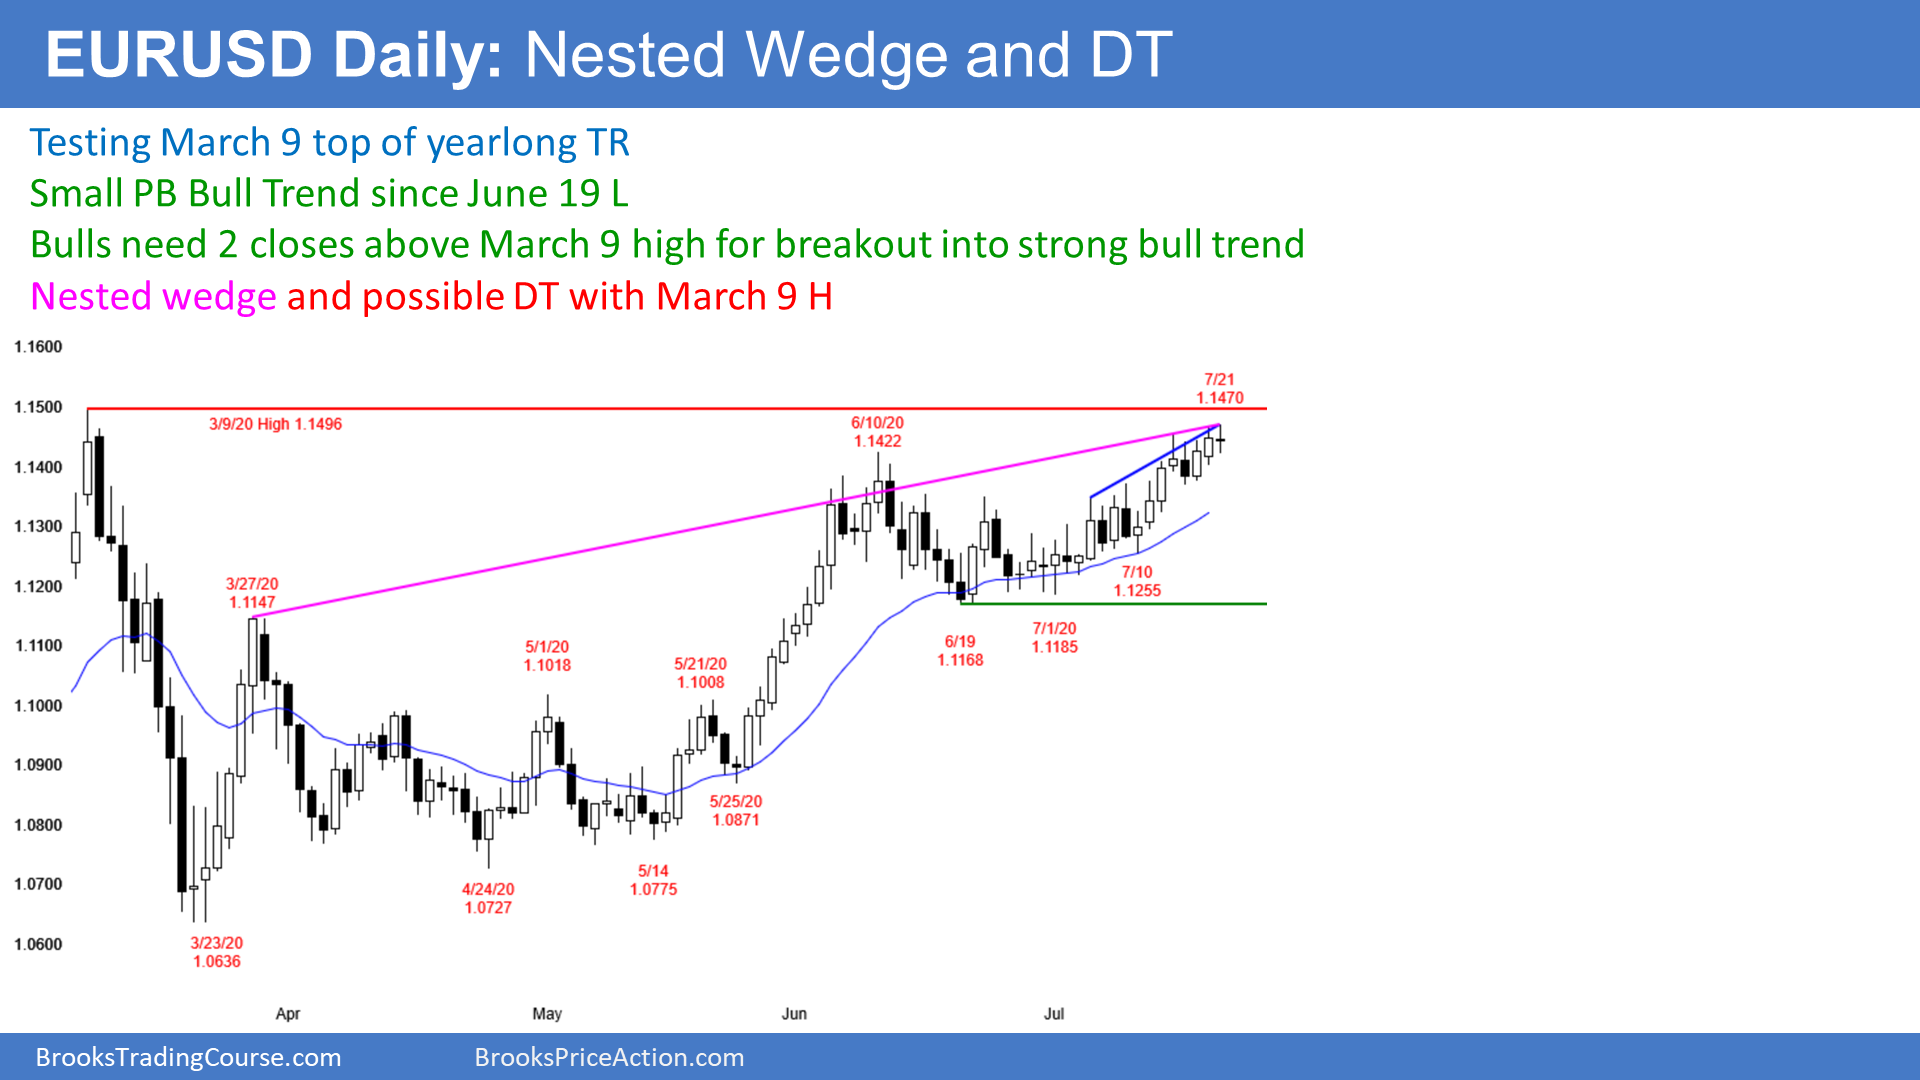 EURUSD Daily: Nested Wedge and DT
Testing March 9 top of yearlong TR
Small PB Bull Trend since June 19 L
Bulls need 2 closes above March 9 high for breakout into strong bull trend
Nested wedge and possible DT with March 9 H
1.1600
1.1500
1.1400
1.1300
1.1200
1.1100
1.1000
1.0900
1.0800
1.0700
1.0600
3/9/20 High 1.1496
3/27/20
1.1147
3/23/20
1.0636
4/24/20
1.0727
5/1/20
1.1018
5/14
1.0775
5/21/20
1.1008
5/25/20
1.0871
6/10/20
1.1422
6/19
1.1168
7/1/20
1.1185
7/10
1.1255
7/21
1.1470
Apr
May
Jun
Jul
BrooksTradingCourse.com
BrooksPriceAction.com